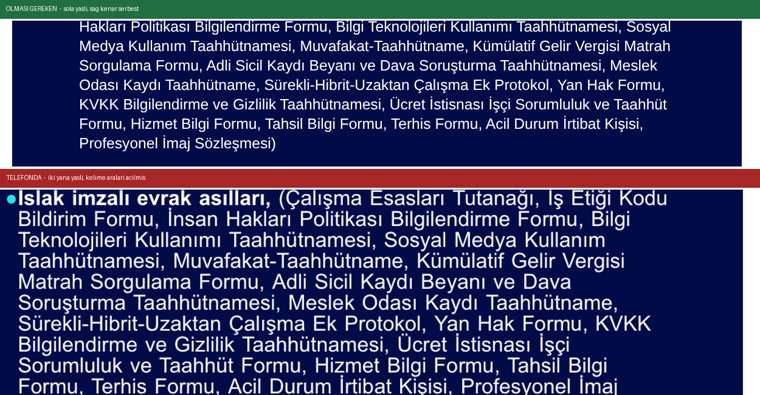 OLMASI GEREKEN - sola yasli, sag kenar serbest
Hakları Politikası Bilgilendirme Formu, Bilgi Teknolojileri Kullanımı Taahhütnamesi, Sosyal
Medya Kullanım Taahhütnamesi, Muvafakat-Taahhütname, Kümülatif Gelir Vergisi Matrah
Sorgulama Formu, Adli Sicil Kaydı Beyanı ve Dava Soruşturma Taahhütnamesi, Meslek
Odası Kaydı Taahhütname, Sürekli-Hibrit-Uzaktan Çalışma Ek Protokol, Yan Hak Formu,
KVKK Bilgilendirme ve Gizlilik Taahhütnamesi, Ücret İstisnası İşçi Sorumluluk ve Taahhüt
Formu, Hizmet Bilgi Formu, Tahsil Bilgi Formu, Terhis Formu, Acil Durum İrtibat Kişisi,
Profesyonel İmaj Sözleşmesi)
TELEFONDA - iki yana yasli, kelime aralari acilmis
Islak imzalı evrak asılları, (Çalışma Esasları Tutanağı, İş Etiği Kodu
Bildirim Formu, İnsan Hakları Politikası Bilgilendirme Formu, Bilgi
Teknolojileri Kullanımı Taahhütnamesi, Sosyal Medya Kullanım
Taahhütnamesi, Muvafakat-Taahhütname, Kümülatif Gelir Vergisi
Matrah Sorgulama Formu, Adli Sicil Kaydı Beyanı ve Dava
Soruşturma Taahhütnamesi, Meslek Odası Kaydı Taahhütname,
Sürekli-Hibrit-Uzaktan Çalışma Ek Protokol, Yan Hak Formu, KVKK
Bilgilendirme ve Gizlilik Taahhütnamesi, Ücret İstisnası İşçi
Sorumluluk ve Taahhüt Formu, Hizmet Bilgi Formu, Tahsil Bilgi
Formu, Terhis Formu, Acil Durum İrtibat Kişisi, Profesyonel İmaj